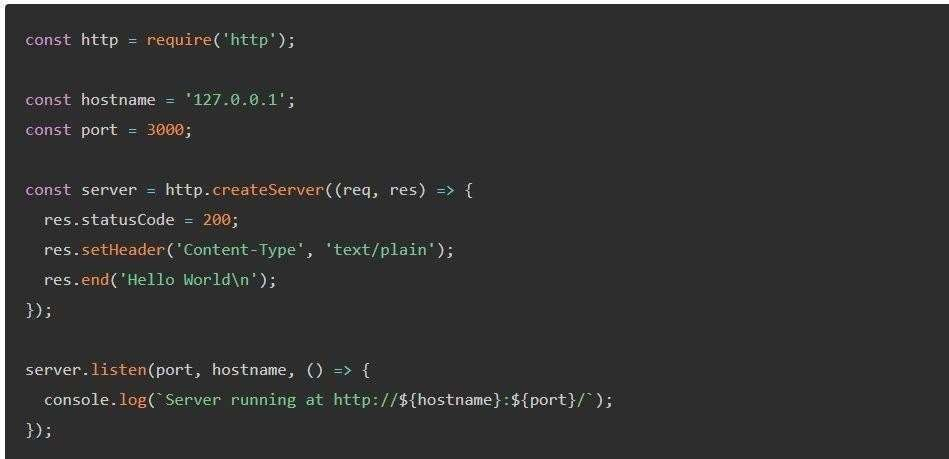 const http = require('http');

const hostname = '127.0.0.1';
const port = 3000;

const server = http.createServer((req, res) => {
  res.statusCode = 200;
  res.setHeader('Content-Type', 'text/plain');
  res.end('Hello World\n');
});

server.listen(port, hostname, () => {
  console.log(`Server running at http://${hostname}:${port}/`);
});